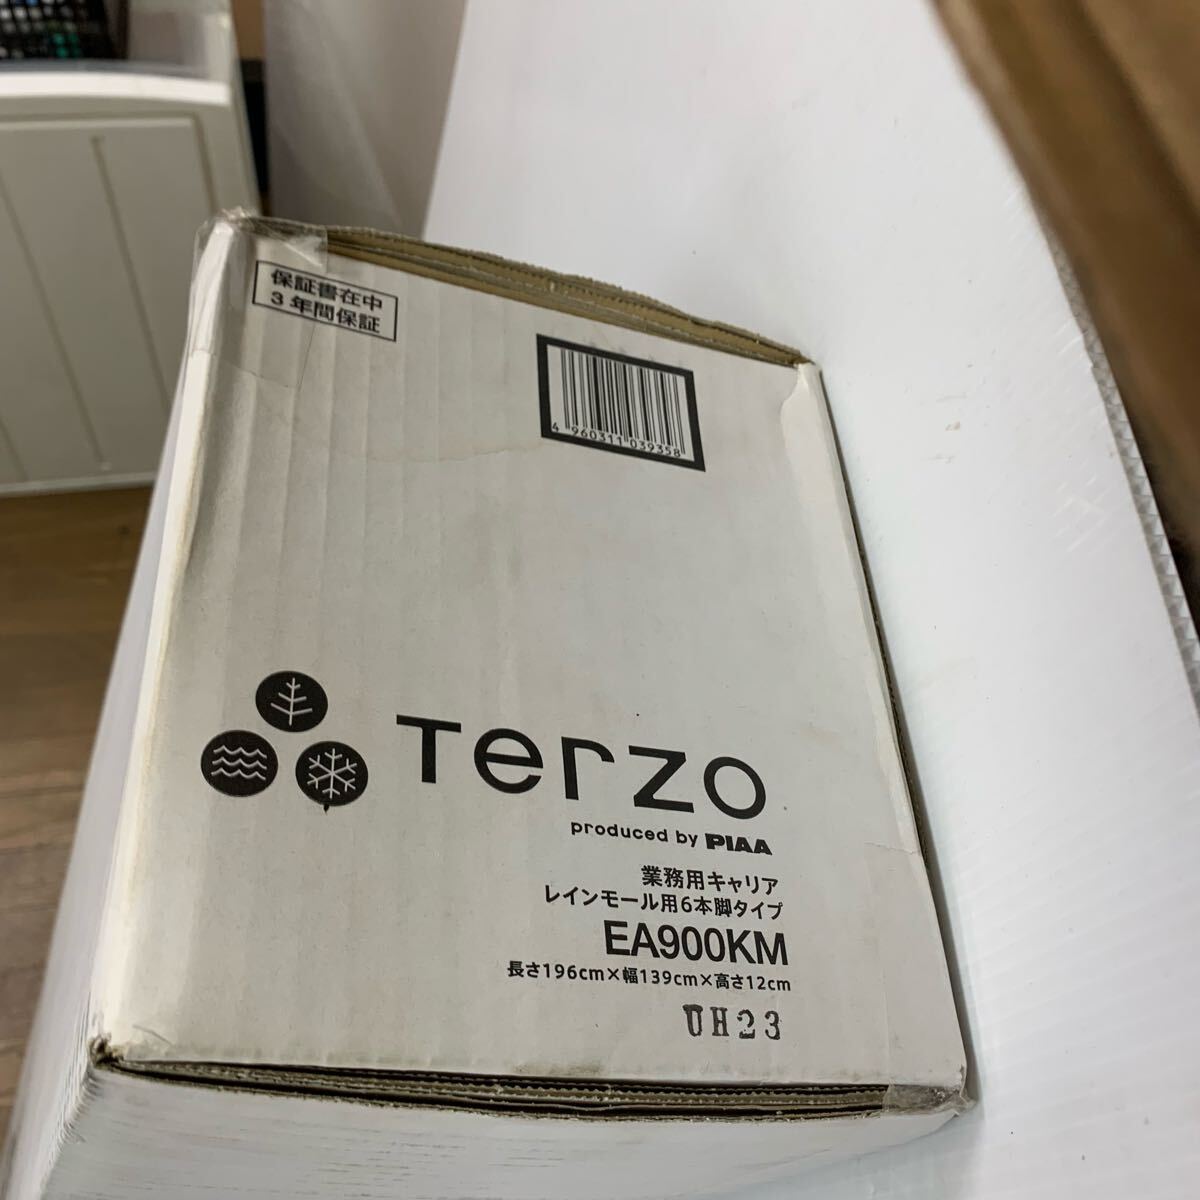 保証書在中
3年間保証
4 960311 039358
Terzo
produced by PIAA
業務用キャリア
レインモール用6本脚タイプ
EA900KM
長さ196cm×幅139cm×高さ12cm
UH23